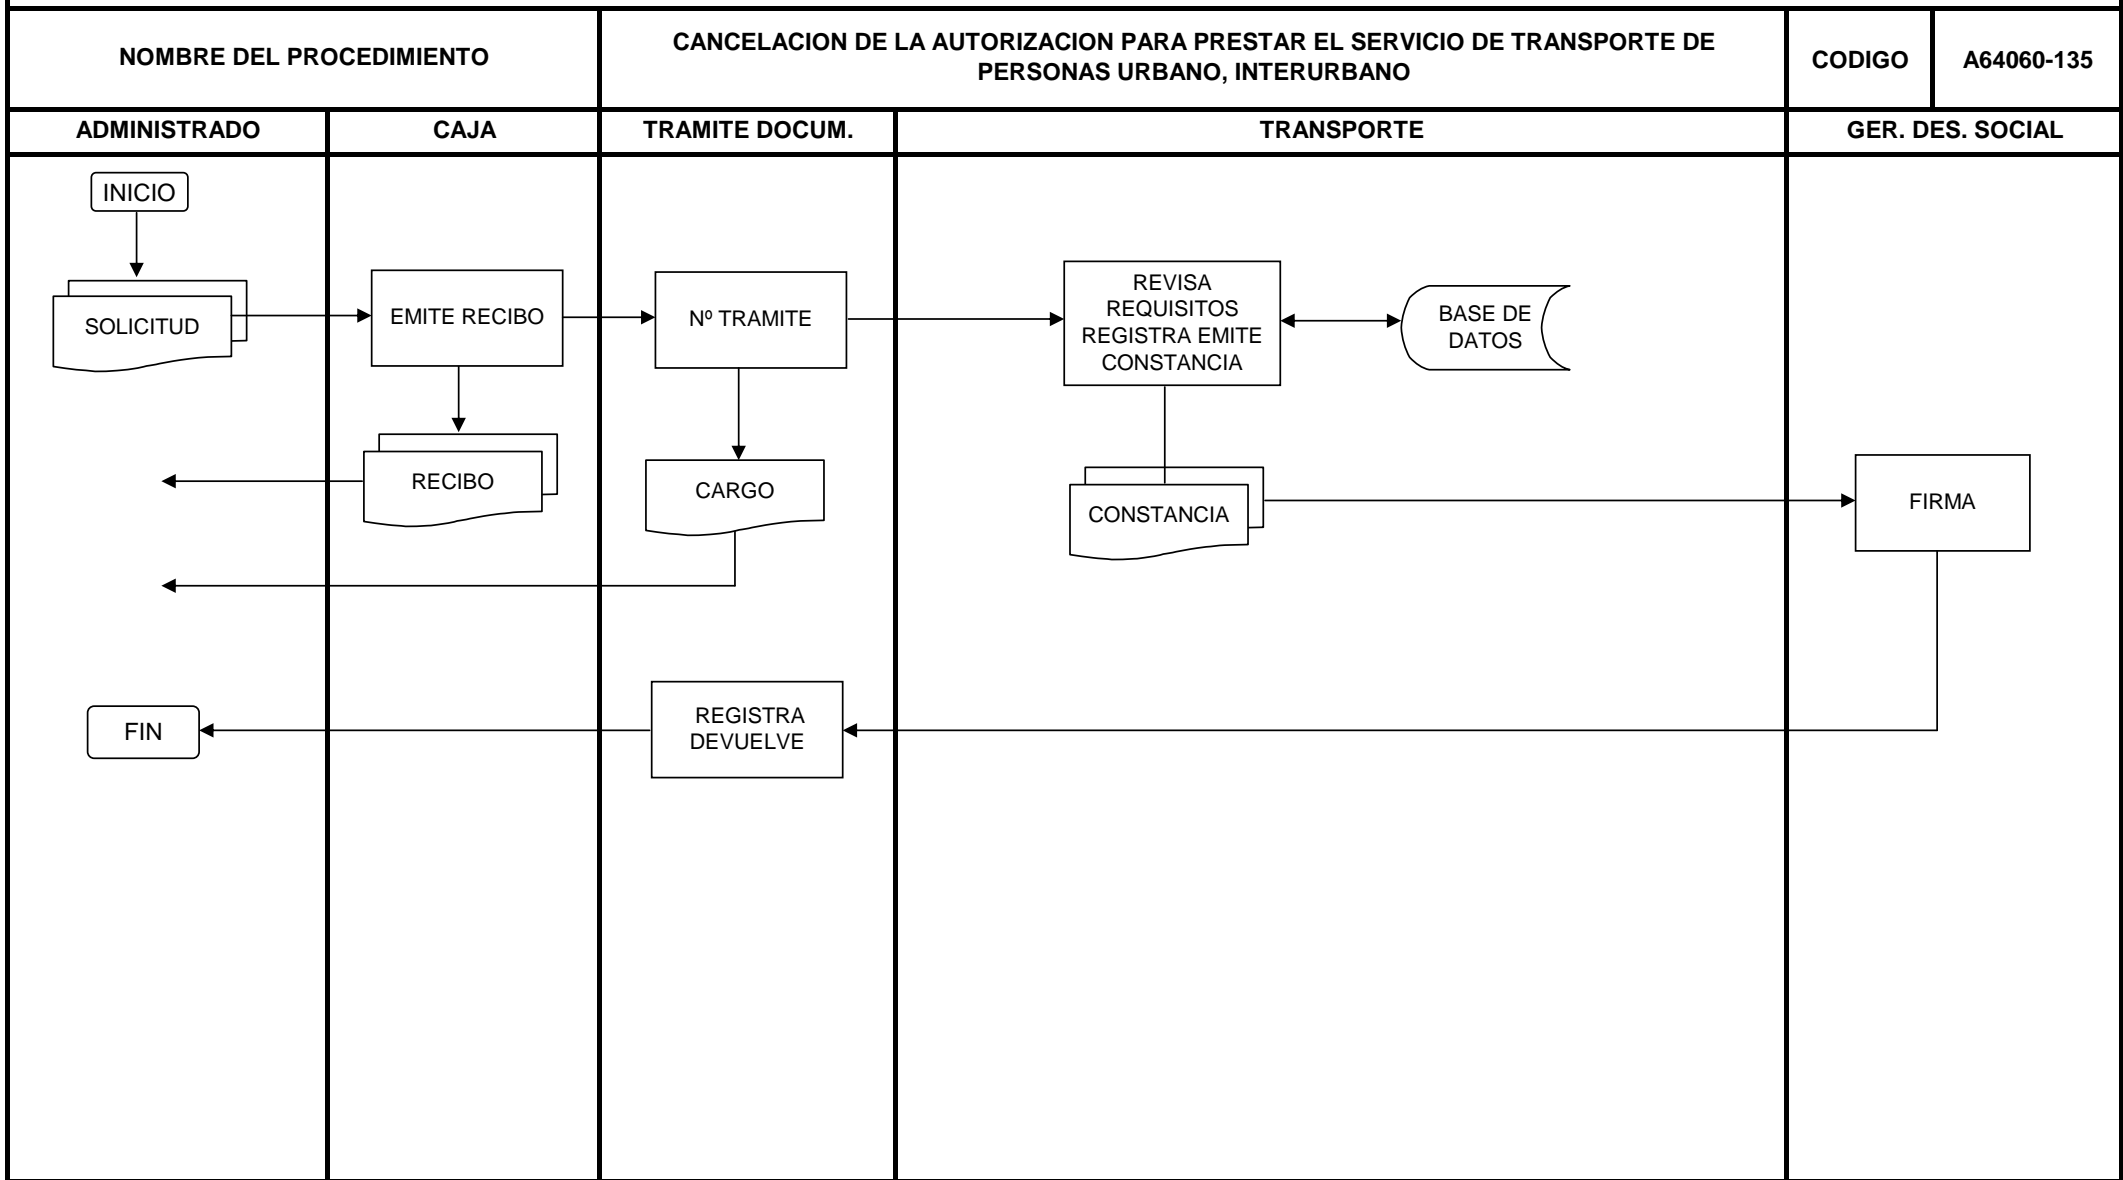 NOMBRE DEL PROCEDIMIENTO
CANCELACION DE LA AUTORIZACION PARA PRESTAR EL SERVICIO DE TRANSPORTE DE
PERSONAS URBANO, INTERURBANO
CODIGO
A64060-135
ADMINISTRADO
CAJA
TRAMITE DOCUM.
TRANSPORTE
GER. DES. SOCIAL
INICIO
SOLICITUD
EMITE RECIBO
Nº TRAMITE
REVISA
REQUISITOS
REGISTRA EMITE
CONSTANCIA
BASE DE
DATOS
RECIBO
CARGO
CONSTANCIA
FIRMA
FIN
REGISTRA
DEVUELVE